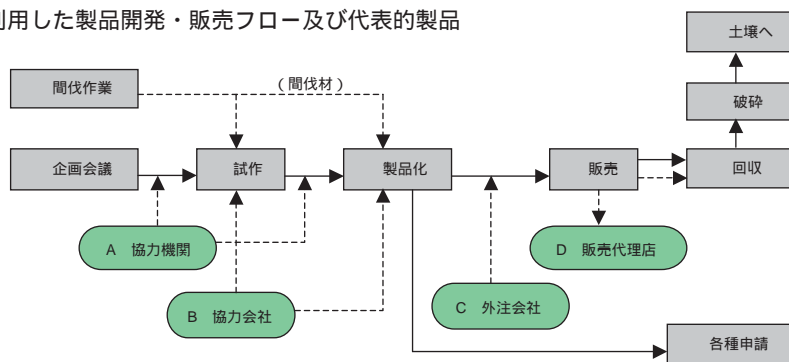 用した製品開発・販売フロー及び代表的製品
土壌へ
間伐作業
(間伐材)
破砕
企画会議
試作
製品化
販売
回収
A 協力機関
D 販売代理店
B 協力会社
C 外注会社
各種申請